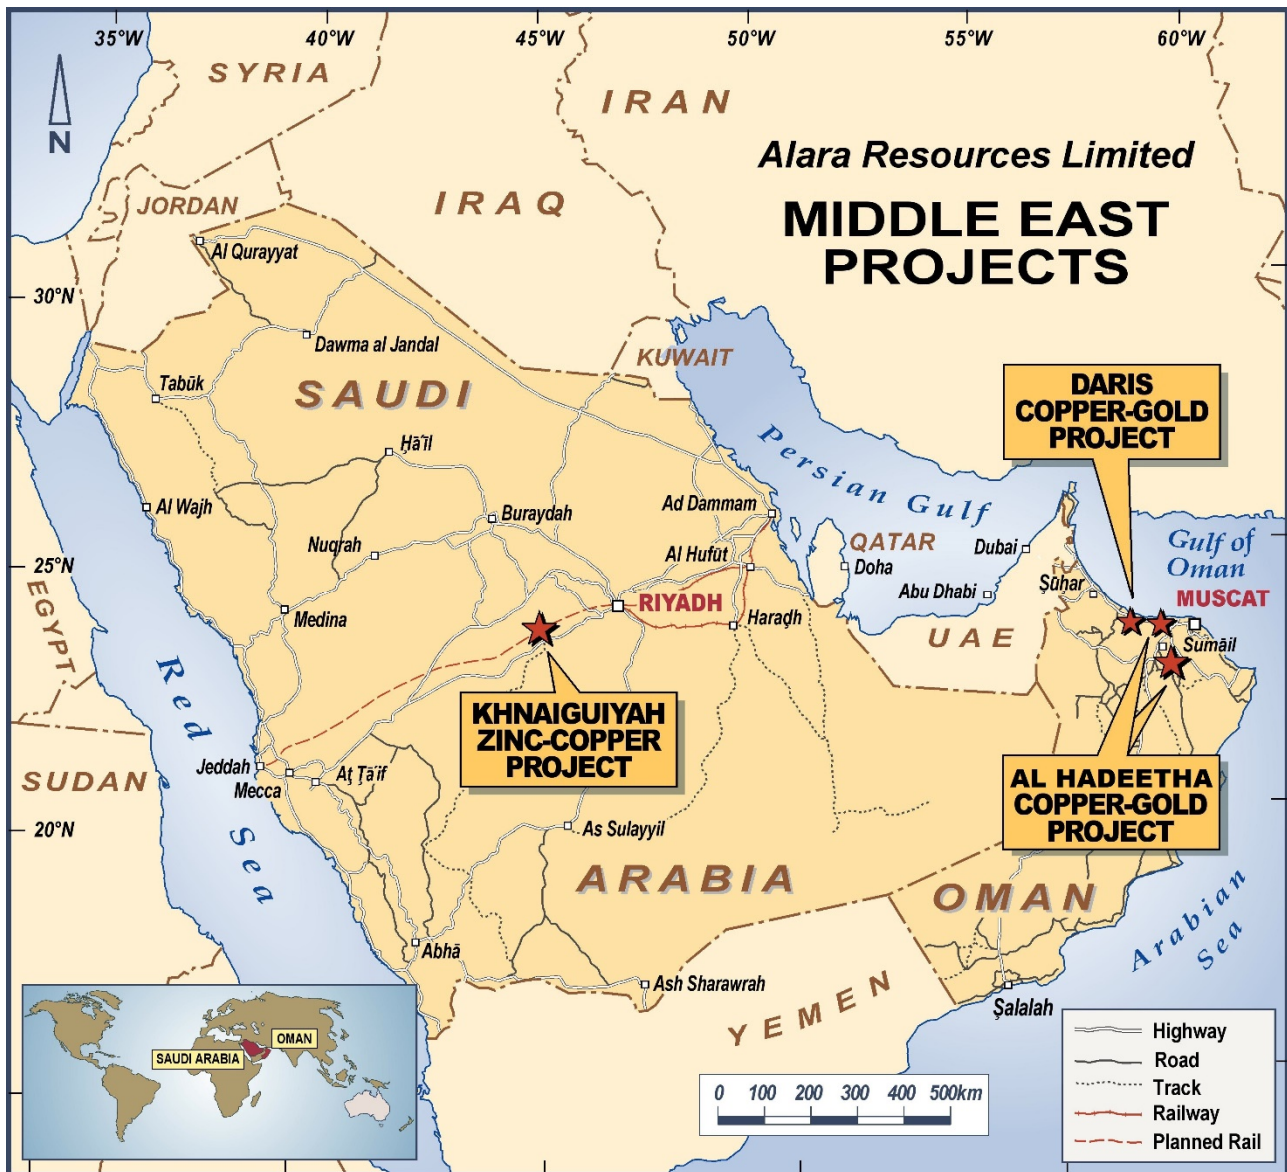 35°W
40°W
45°W
50°W
55°W
60°W
SYRIA
IRAN
N
Alara Resources Limited
MIDDLE EAST
PROJECTS
JORDAN
IRAQ
Al Qurayyat
30°N
Dawma al Jandal
KUWAIT
Tabūk
SAUDI
DARIS
COPPER-GOLD
PROJECT
Ḩā'il
Persian Gulf
Al Wajh
Buraydah
Ad Dammam
Nuqrah
Al Hufūt
QATAR
Dubai
Gulf of
Oman
25°N
Doha
Şūḩar
EGYPT
Abu Dhabi
MUSCAT
Medina
RIYADH
Haraḍh
UAE
Sumāil
Red Sea
KHNAIGUIYAH
ZINC-COPPER
PROJECT
Jeddah
Mecca
Aţ Ţā'if
AL HADEETHA
COPPER-GOLD
PROJECT
SUDAN
20°N
As Sulayyil
ARABIA
OMAN
Arabian
Sea
Abhā
Ash Sharawrah
YEMEN
Şalalah
OMAN
SAUDI ARABIA
0 100 200 300 400 500km
Highway
Road
Track
Railway
Planned Rail